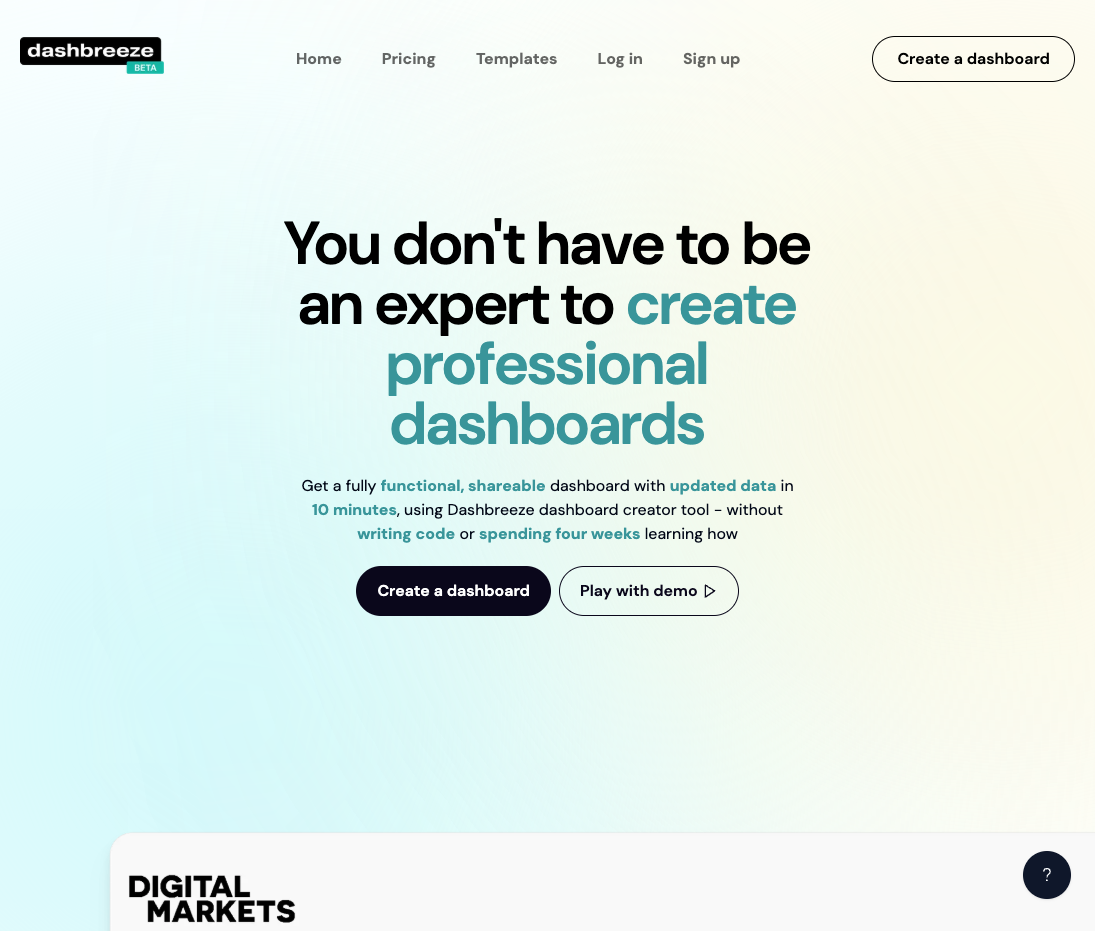 dashbreeze
BETA
Home Pricing Templates Log in Sign up Create a dashboard
You don't have to be
an expert to create
professional
dashboards
Get a fully functional, shareable dashboard with updated data in
10 minutes, using Dashbreeze dashboard creator tool - without
writing code or spending four weeks learning how
Create a dashboard Play with demo
DIGITAL
MARKETS
?